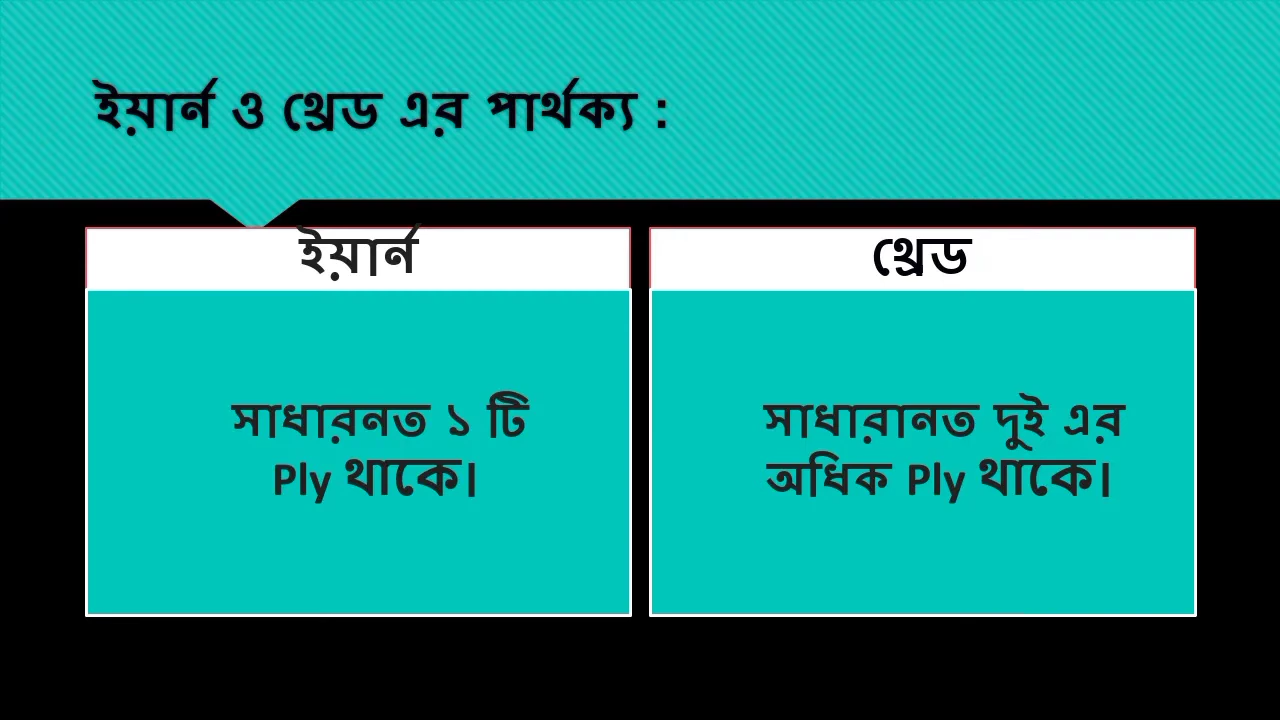 ইয়ার্ন ও থ্রেড এর পার্থক্য :
ইয়ার্ন
থ্রেড
সাধারনত ১ টি
Ply থাকে।
সাধারানত দুই এর
অধিক Ply থাকে।